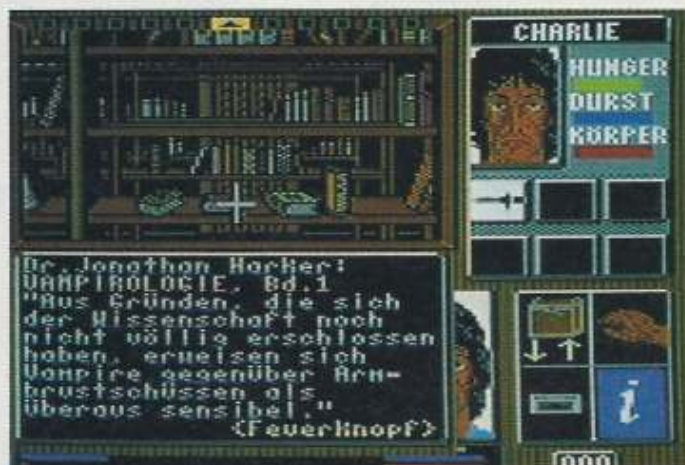 CHARLIE
HUNGER
DURST
KÖRPER
Dr.Jonathan Harker:
VAMPIROLOGIE, Bd.1
"Aus Gründen, die sich
der Wissenschaft noch
nicht völlig erschlossen
haben, erweisen sich
Vampire gegenüber Arm-
brustschüssen als
überaus sensibel."
(Feuerknopf)
i